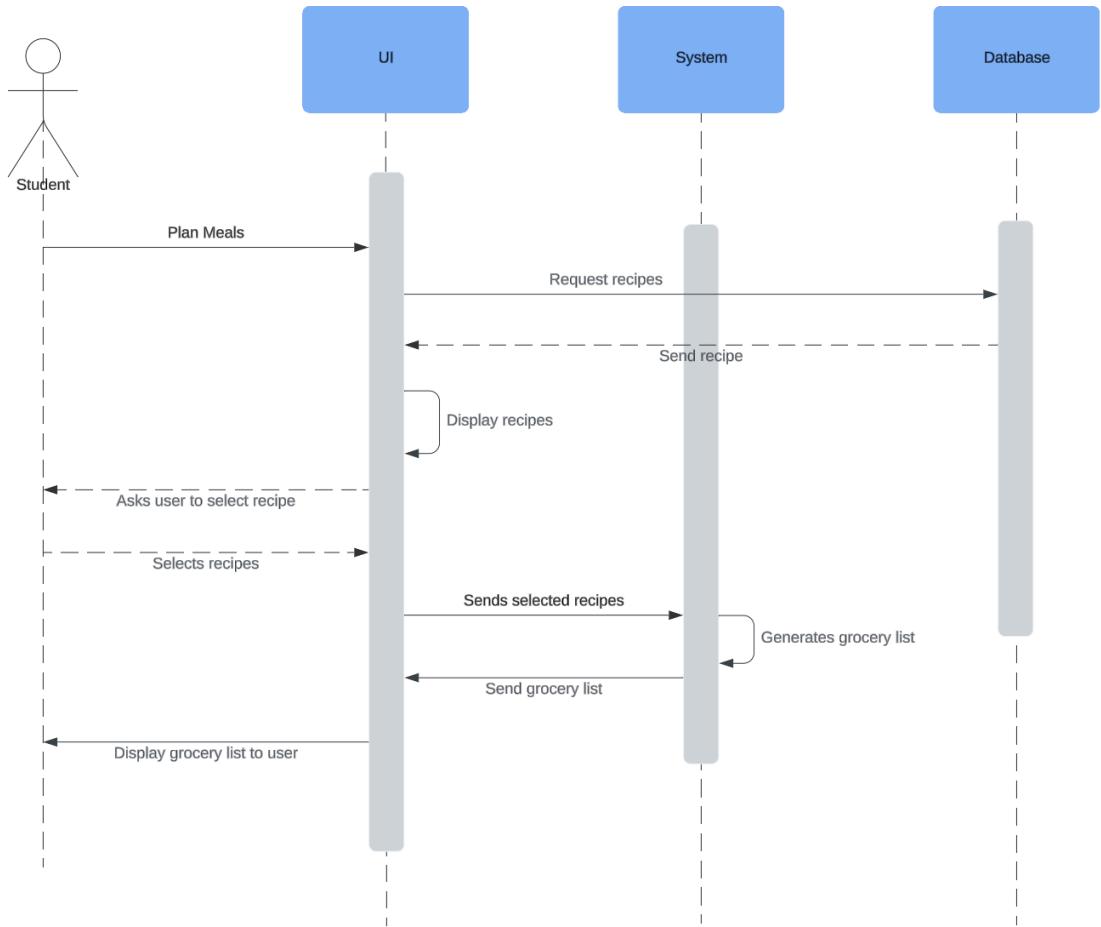 UI
System
Database
Student
Plan Meals
Request recipes
Send recipe
Display recipes
Asks user to select recipe
Selects recipes
Sends selected recipes
Generates grocery list
Send grocery list
Display grocery list to user